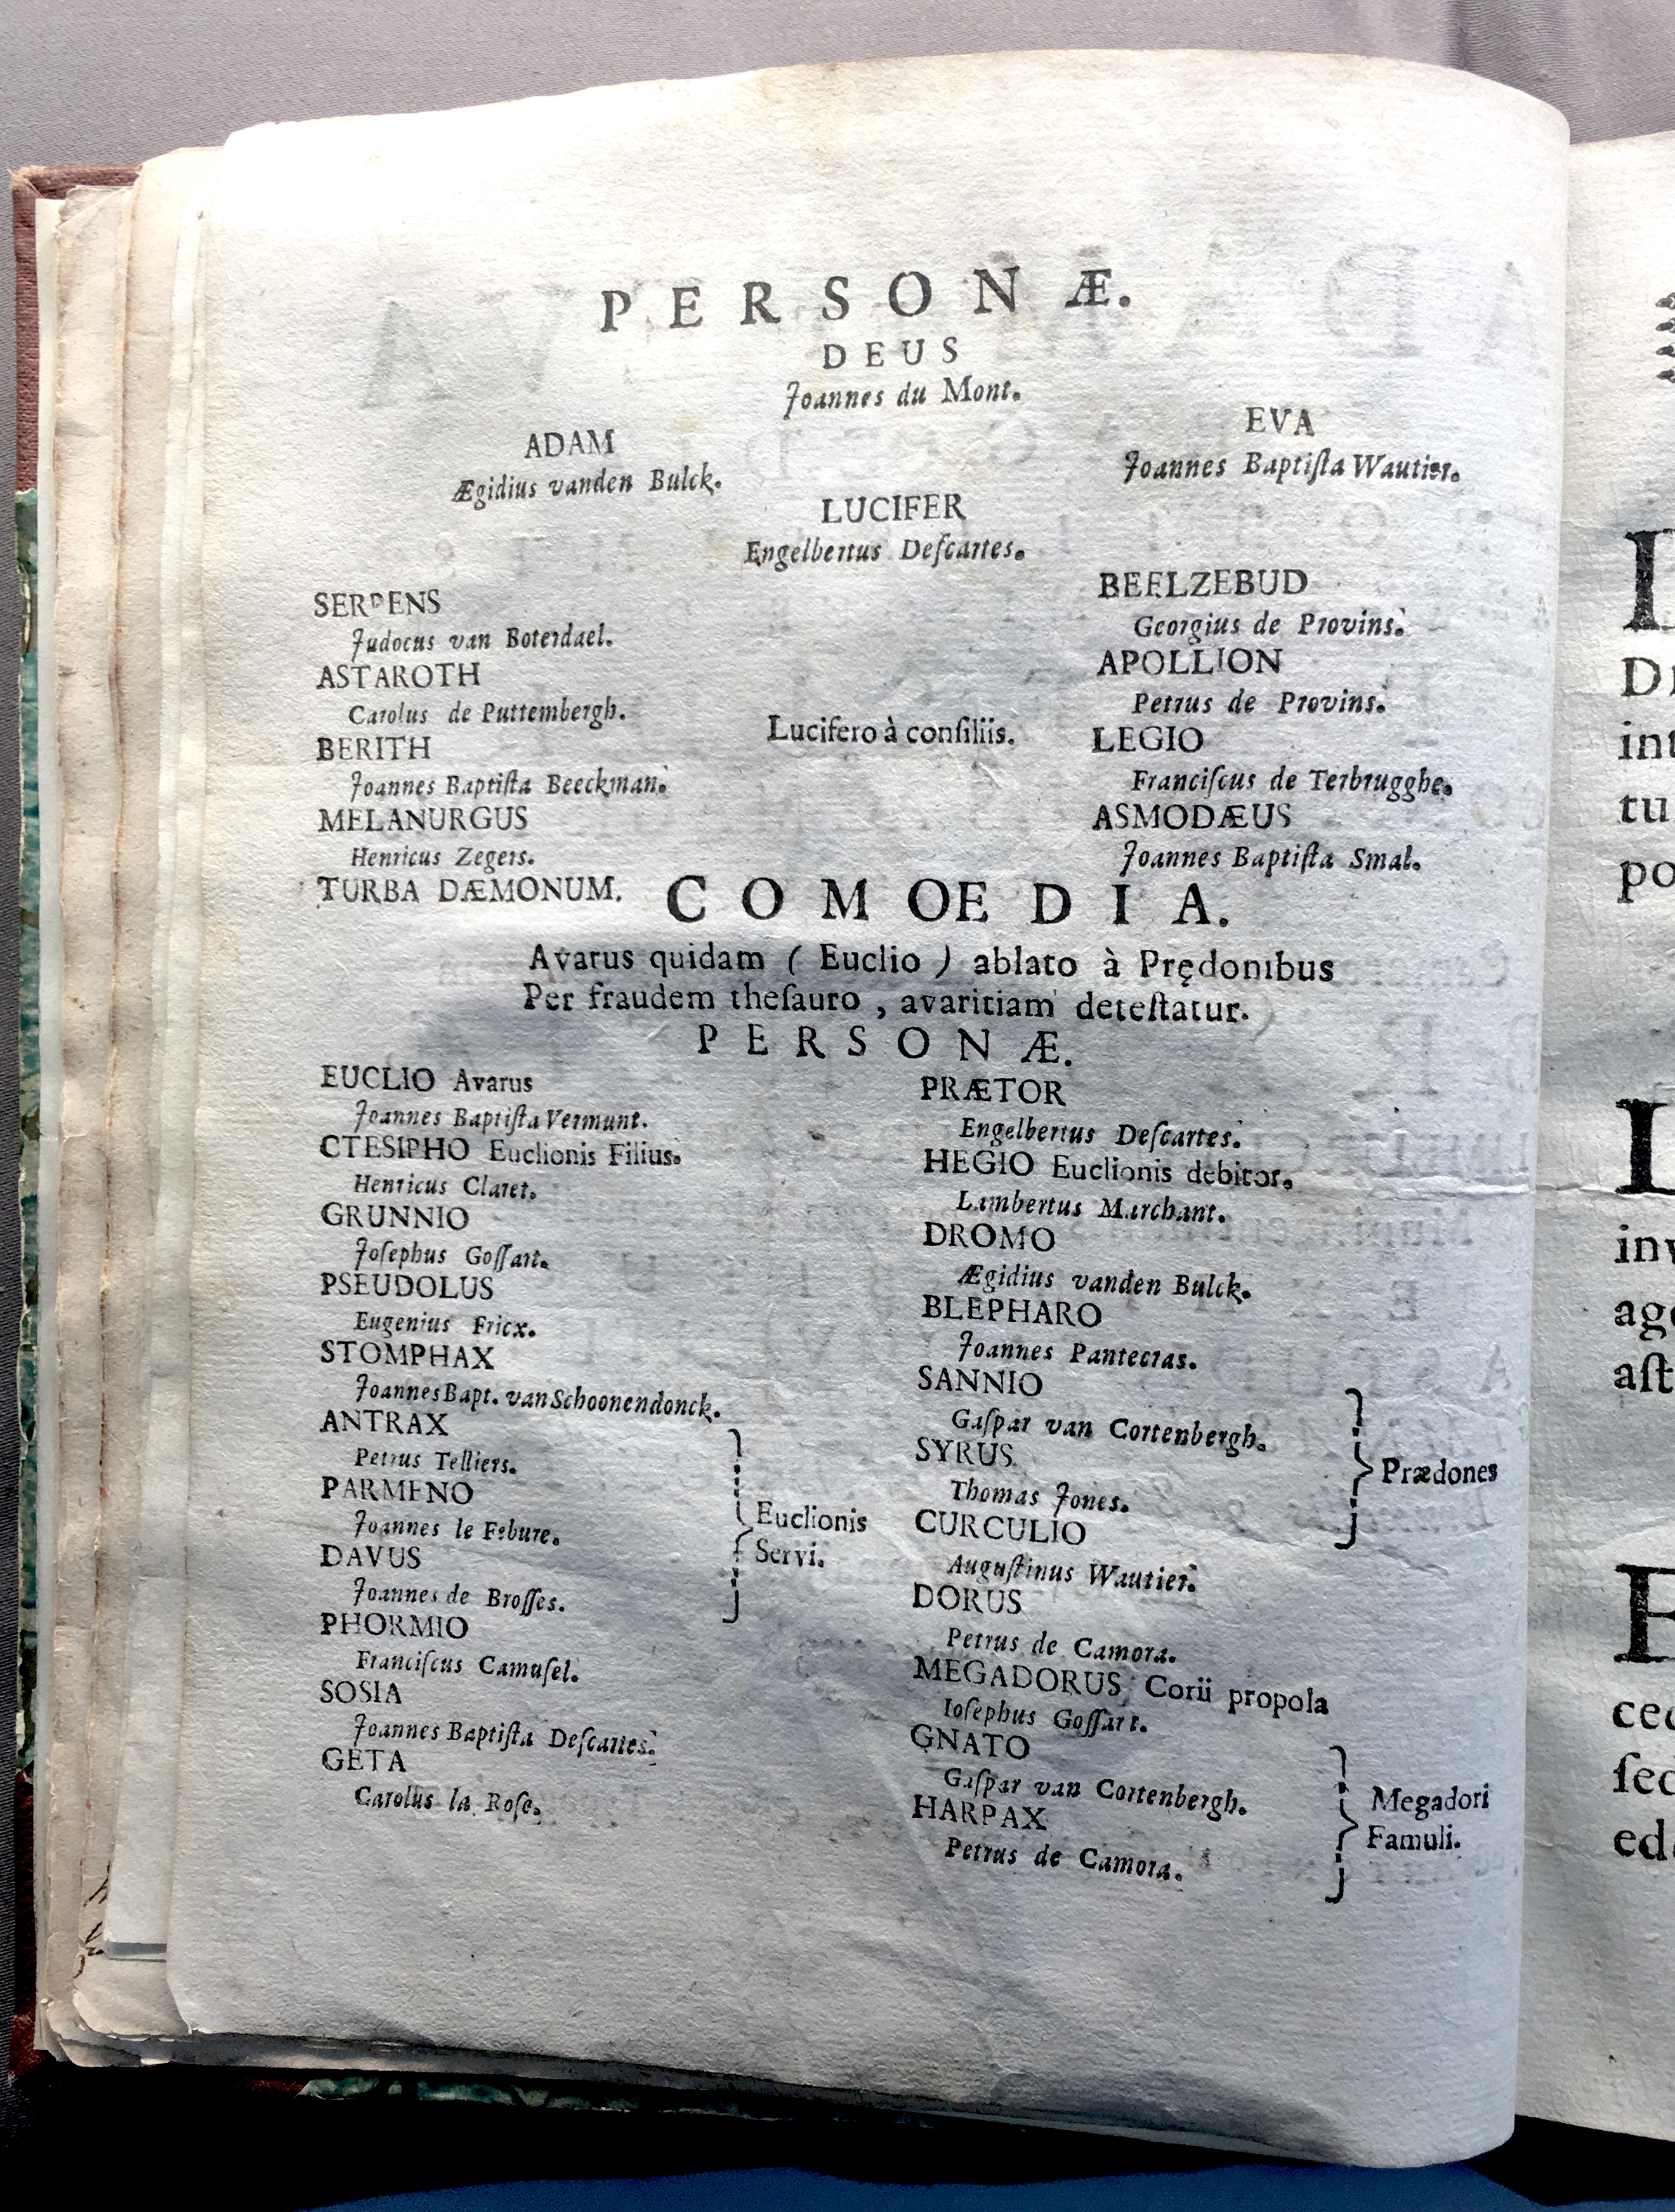 PERSONÆ.
DEUS
Joannes du Mont.
ADAM
Ægidius vanden Bulck.
EVA
Joannes Baptiſta Wautier.
LUCIFER
Engelbertus Deſcartes.
SERPENS
Judocus van Boterdael.
ASTAROTH
Carolus de Puttembergh.
BERITH
Joannes Baptiſta Beeckman.
MELANURGUS
Henricus Zegers.
TURBA DÆMONUM.
Lucifero à conſiliis.
BEELZEBUD
Georgius de Provins.
APOLLION
Petrus de Provins.
LEGIO
Franciſcus de Terbrugghe.
ASMODÆUS
Joannes Baptiſta Smal.
COMOEDIA.
Avarus quidam ( Euclio ) ablato à Prędonibus
Per fraudem theſauro , avaritiam deteſtatur.
PERSONÆ.
EUCLIO Avarus
Joannes Baptiſta Vermunt.
CTESIPHO Euclionis Filius.
Henricus Claret.
GRUNNIO
Joſephus Goſſart.
PSEUDOLUS
Eugenius Fricx.
STOMPHAX
Joannes Bapt. van Schoonendonck.
ANTRAX
Petrus Telliers.
PARMENO
Joannes le Febure.
DAVUS
Joannes de Broſſes.
Euclionis
Servi.
PHORMIO
Franciſcus Camuſel.
SOSIA
Joannes Baptiſta Deſcartes.
GETA
Carolus la Roſe.
PRÆTOR
Engelbertus Deſcartes.
HEGIO Euclionis debitor.
Lambertus Marchant.
DROMO
Ægidius vanden Bulck.
BLEPHARO
Joannes Pantecras.
SANNIO
Gaſpar van Cortenbergh.
SYRUS
Thomas Jones.
CURCULIO
Auguſtinus Wautier.
Prædones
DORUS
Petrus de Camora.
MEGADORUS Corii propola
Ioſephus Goſſart.
GNATO
Gaſpar van Cortenbergh.
HARPAX
Petrus de Camora.
Megadori
Famuli.